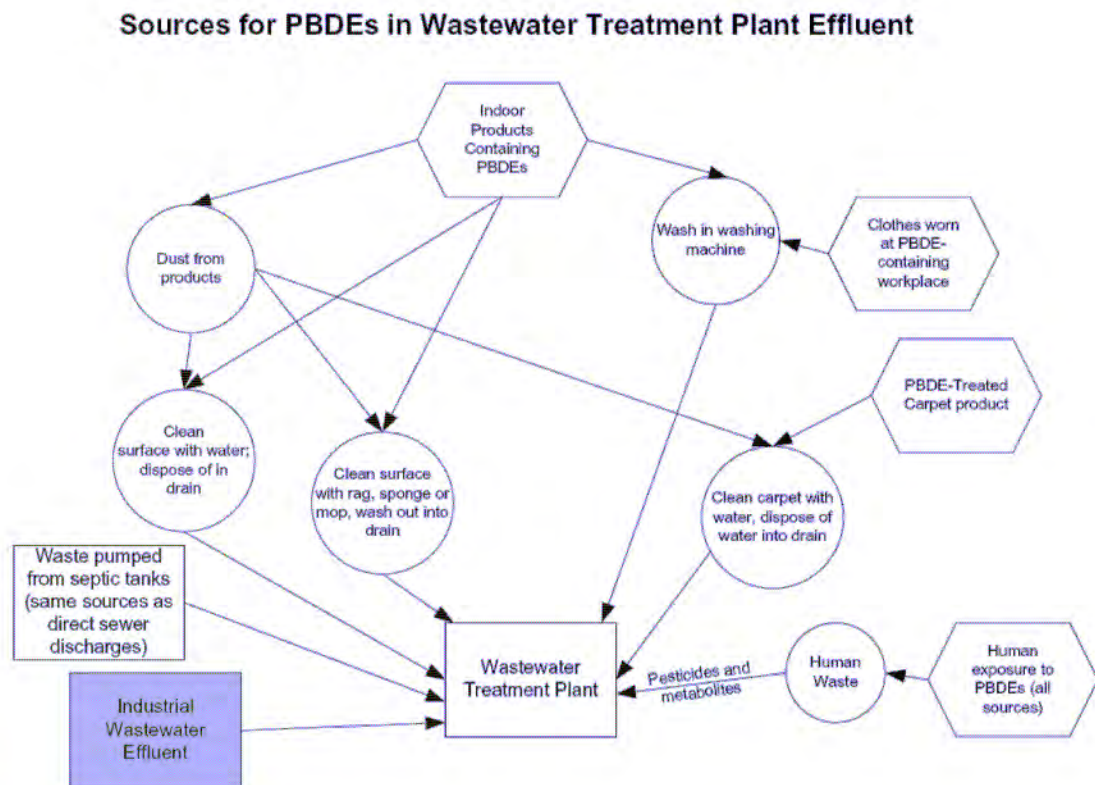 Sources for PBDEs in Wastewater Treatment Plant Effluent
Indoor
Products
Containing
PBDEs
Dust from
products
Wash in washing
machine
Clothes worn
at PBDE-
containing
workplace
PBDE-Treated
Carpet product
Clean
surface with water;
dispose of in
drain
Clean surface
with rag, sponge or
mop, wash out into
drain
Clean carpet with
water, dispose of
water into drain
Waste pumped
from septic tanks
(same sources as
direct sewer
discharges)
Wastewater
Treatment Plant
Pesticides and
metabolites
Human
Waste
Human
exposure to
PBDEs (all
sources)
Industrial
Wastewater
Effluent